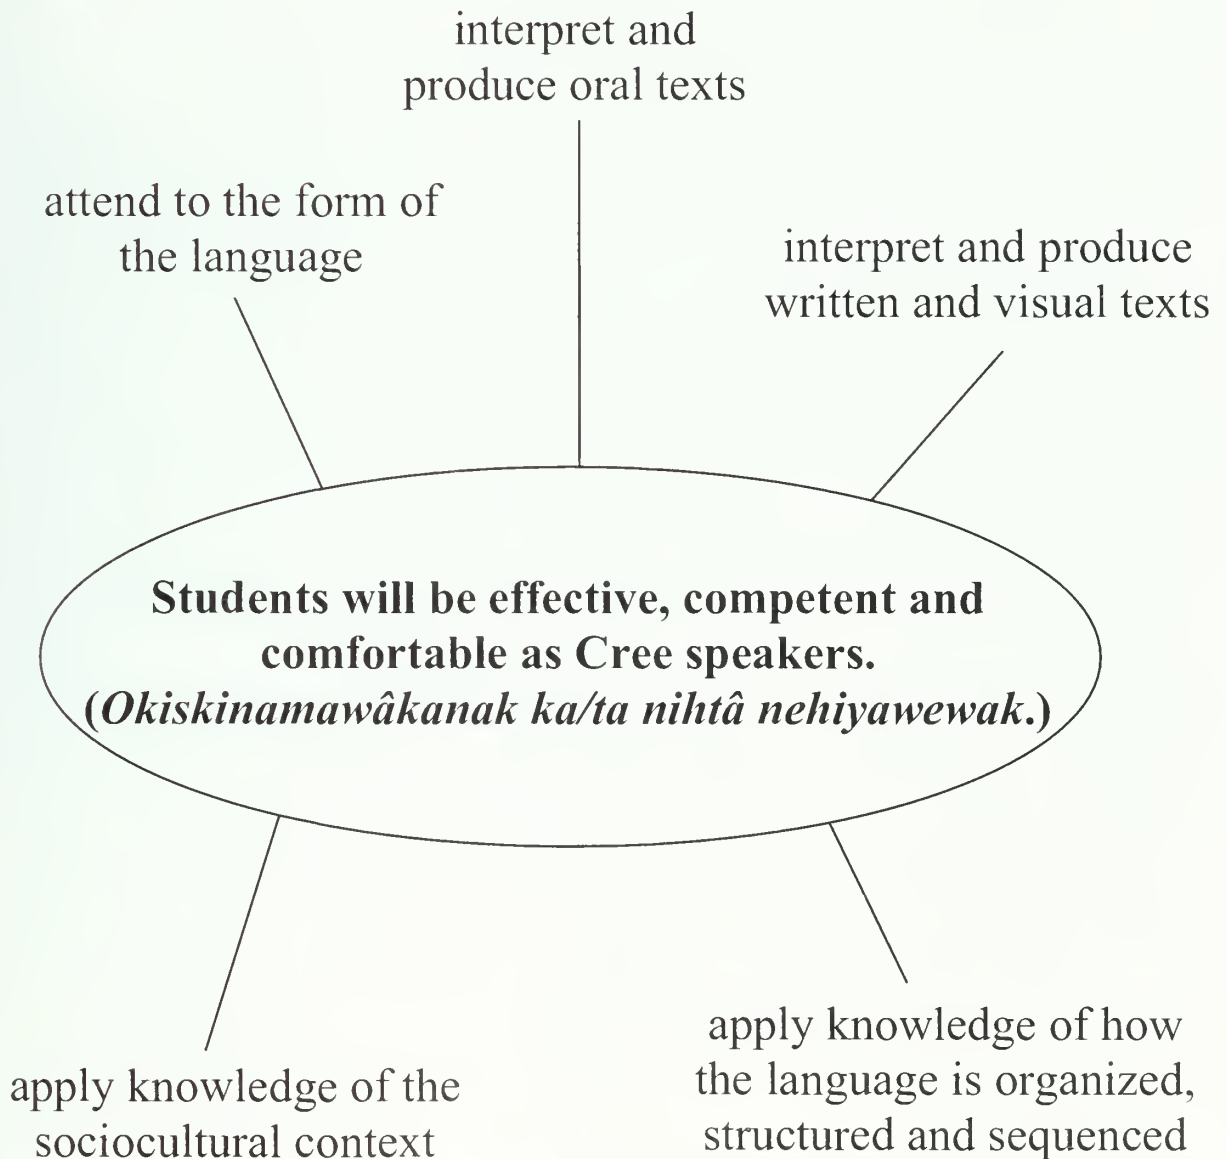 interpret and
produce oral texts
attend to the form of
the language
interpret and produce
written and visual texts
Students will be effective, competent and
comfortable as Cree speakers.
(Okiskinamawâkanak ka/ta nihtâ nehiyawewak.)
apply knowledge of the
sociocultural context
apply knowledge of how
the language is organized,
structured and sequenced